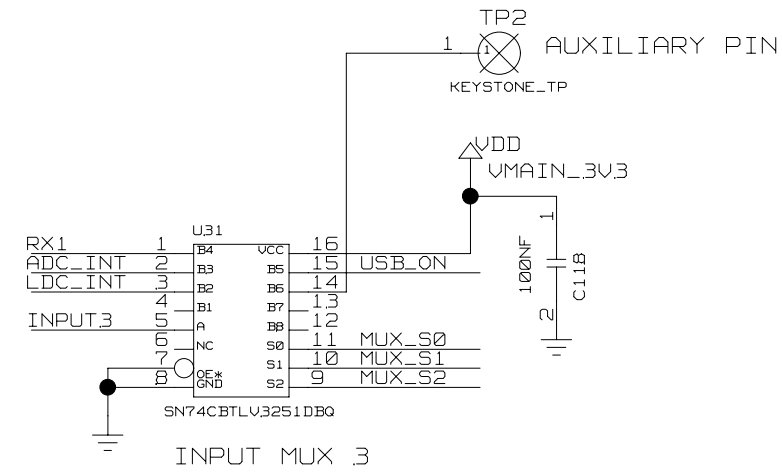 TP2
1 1 AUXILIARY PIN
KEYSTONE_TP
VDD
VMAIN_3V3
U31
RX1 1 B4 VCC 16
ADC_INT 2 B3 B5 15 USB_ON
LDC_INT 3 B2 B6 14
4 B1 B7 13
INPUT3 5 A B8 12
6 NC S0 11 MUX_S0
7 OE* S1 10 MUX_S1
8 GND S2 9 MUX_S2
SN74CBTLV3251DBQ
INPUT MUX 3
1
100NF
C118
2